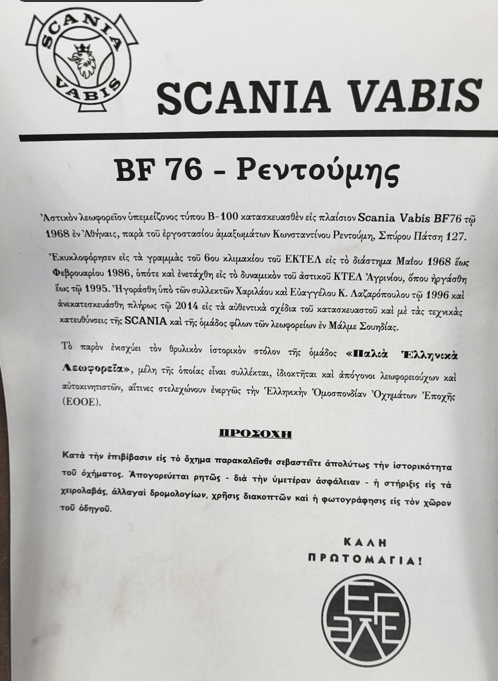 SCANIA
VABIS
SCANIA VABIS
BF 76 - Ρεντούμης
Ἀστικὸν λεωφορεῖον ὑπεμείζονος τύπου Β-100 κατασκευασθὲν εἰς πλαίσιον Scania Vabis BF76 τῷ
1968 ἐν Ἀθήναις, παρὰ τοῦ ἐργοστασίου ἁμαξωμάτων Κωνσταντίνου Ρεντούμη, Σπύρου Πάτση 127.
Ἐκυκλοφόρησεν εἰς τὰ γραμμὰς τοῦ 6ου κλιμακίου τοῦ ΕΚΤΕΛ εἰς τὸ διάστημα Μαΐου 1968 ἕως
Φεβρουαρίου 1986, ὁπότε καὶ ἐνετάχθη εἰς τὸ δυναμικὸν τοῦ ἀστικοῦ ΚΤΕΛ Ἀγρινίου, ὅπου ἠργάσθη
ἕως τῷ 1995. Ἠγοράσθη ὑπὸ τῶν συλλεκτῶν Χαριλάου καὶ Εὐαγγέλου Κ. Λαζαρόπουλου τῷ 1996 καὶ
ἀνεκατεσκευάσθη πλήρως τῷ 2014 εἰς τὰ αὐθεντικὰ σχέδια τοῦ κατασκευαστοῦ καὶ μὲ τὰς τεχνικὰς
κατευθύνσεις τῆς SCANIA καὶ τῆς ὁμάδος φίλων τῶν λεωφορείων ἐν Μάλμε Σουηδίας.
Τὸ παρὸν ἐνισχύει τὸν θρυλικὸν ἱστορικὸν στόλον τῆς ὁμάδος «Παλιὰ Ἑλληνικὰ
Λεωφορεῖα», μέλη τῆς ὁποίας εἶναι συλλέκται, ἰδιοκτῆται καὶ ἀπόγονοι λεωφορειούχων καὶ
αὐτοκινητιστῶν, αἵτινες στελεχώνουν ἐνεργῶς τὴν Ἑλληνικὴν Ὁμοσπονδίαν Ὀχημάτων Ἐποχῆς
(ΕΟΟΕ).
ΠΡΟΣΟΧΗ
Κατὰ τὴν ἐπιβίβασιν εἰς τὸ ὄχημα παρακαλεῖσθε σεβαστεῖτε ἀπολύτως τὴν ἱστορικότητα
τοῦ ὀχήματος. Ἀπαγορεύεται ρητῶς - διὰ τὴν ὑμετέραν ἀσφάλειαν - ἡ στήριξις εἰς τὰ
χειρολαβάς, ἀλλαγαὶ δρομολογίων, χρῆσις διακοπτῶν καὶ ἡ φωτογράφησις εἰς τὸν χῶρον
τοῦ ὁδηγοῦ.
ΚΑΛΗ
ΠΡΩΤΟΜΑΓΙΑ!